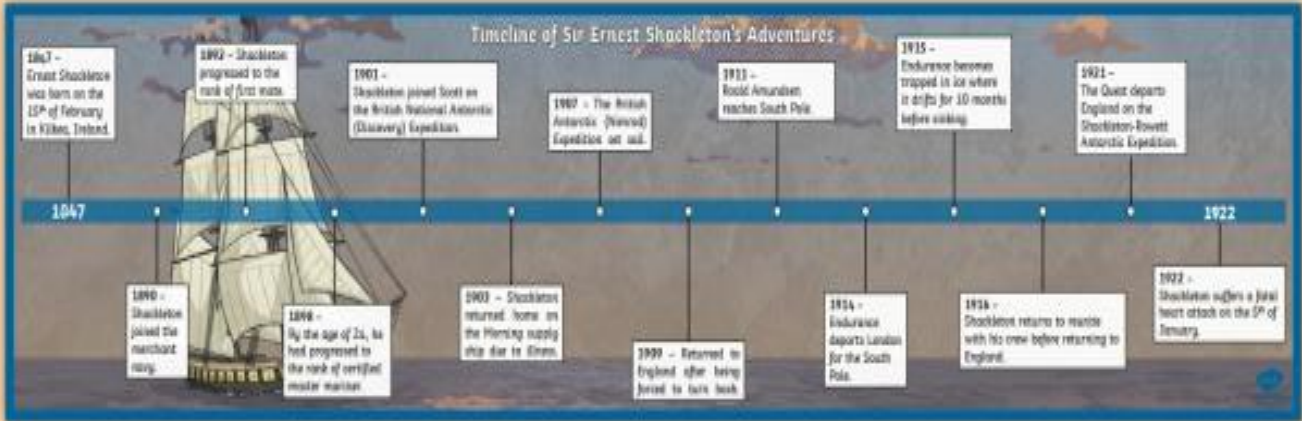 Timeline of Sir Ernest Shackleton's Adventures
1847 -
Ernest Shackleton
was born on the
15th of February
in Kilkea, Ireland.
1892 - Shackleton
progressed to the
rank of first mate.
1901 -
Shackleton joined Scott on
the British National Antarctic
(Discovery) Expedition.
1907 - The British
Antarctic (Nimrod)
Expedition set sail.
1911 -
Roald Amundsen
reaches South Pole.
1915 -
Endurance becomes
trapped in ice where
it drifts for 10 months
before sinking.
1921 -
The Quest departs
England on the
Shackleton-Rowett
Antarctic Expedition.
1847
1922
1890 -
Shackleton
joined the
merchant
navy.
1898 -
By the age of 24, he
had progressed to
the rank of certified
master mariner.
1903 - Shackleton
returned home on
the Morning supply
ship due to illness.
1909 - Returned to
England after being
forced to turn back.
1914 -
Endurance
departs London
for the South
Pole.
1916 -
Shackleton returns to reunite
with his crew before returning to
England.
1922 -
Shackleton suffers a fatal
heart attack on the 5th of
January.